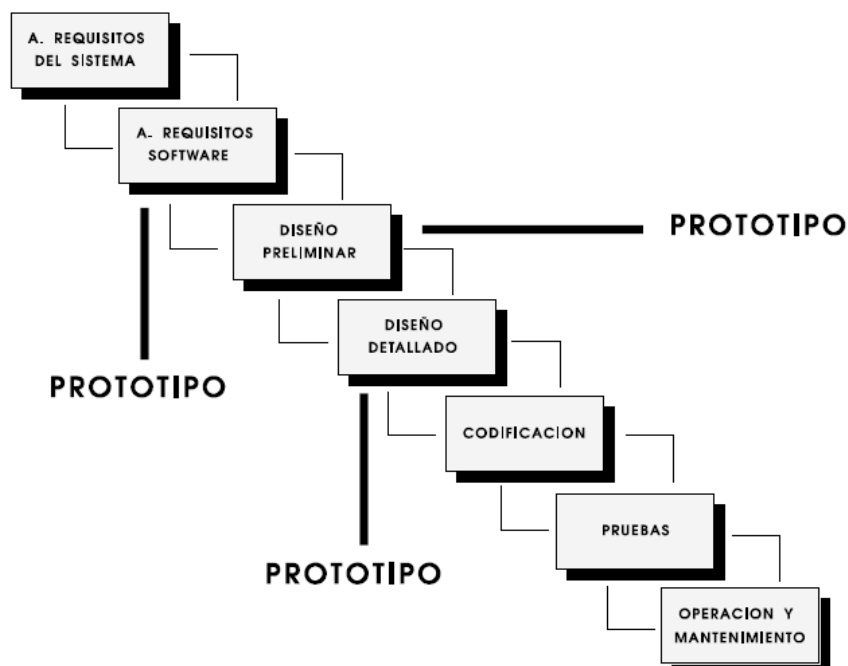 A. REQUISITOS
DEL SISTEMA
A. REQUISITOS
SOFTWARE
DISEÑO
PRELIMINAR
PROTOTIPO
DISEÑO
DETALLADO
PROTOTIPO
CODIFICACION
PRUEBAS
PROTOTIPO
OPERACION Y
MANTENIMIENTO